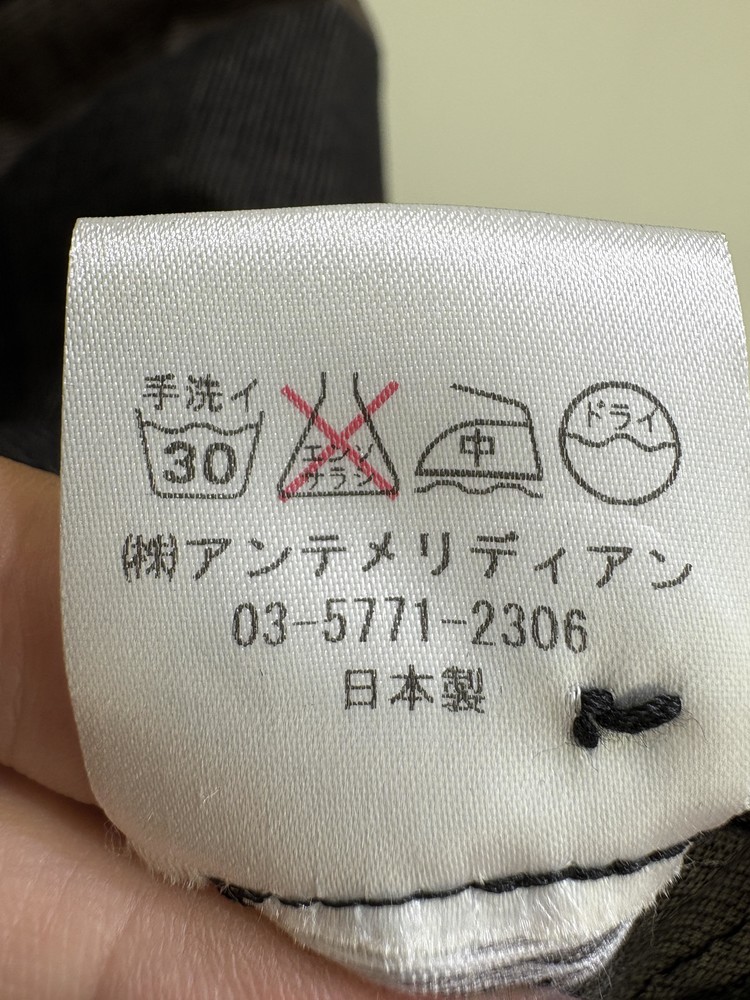 手洗イ
30
エンソ
サラシ
中
ドライ
(株)アンテメリディアン
03-5771-2306
日本製